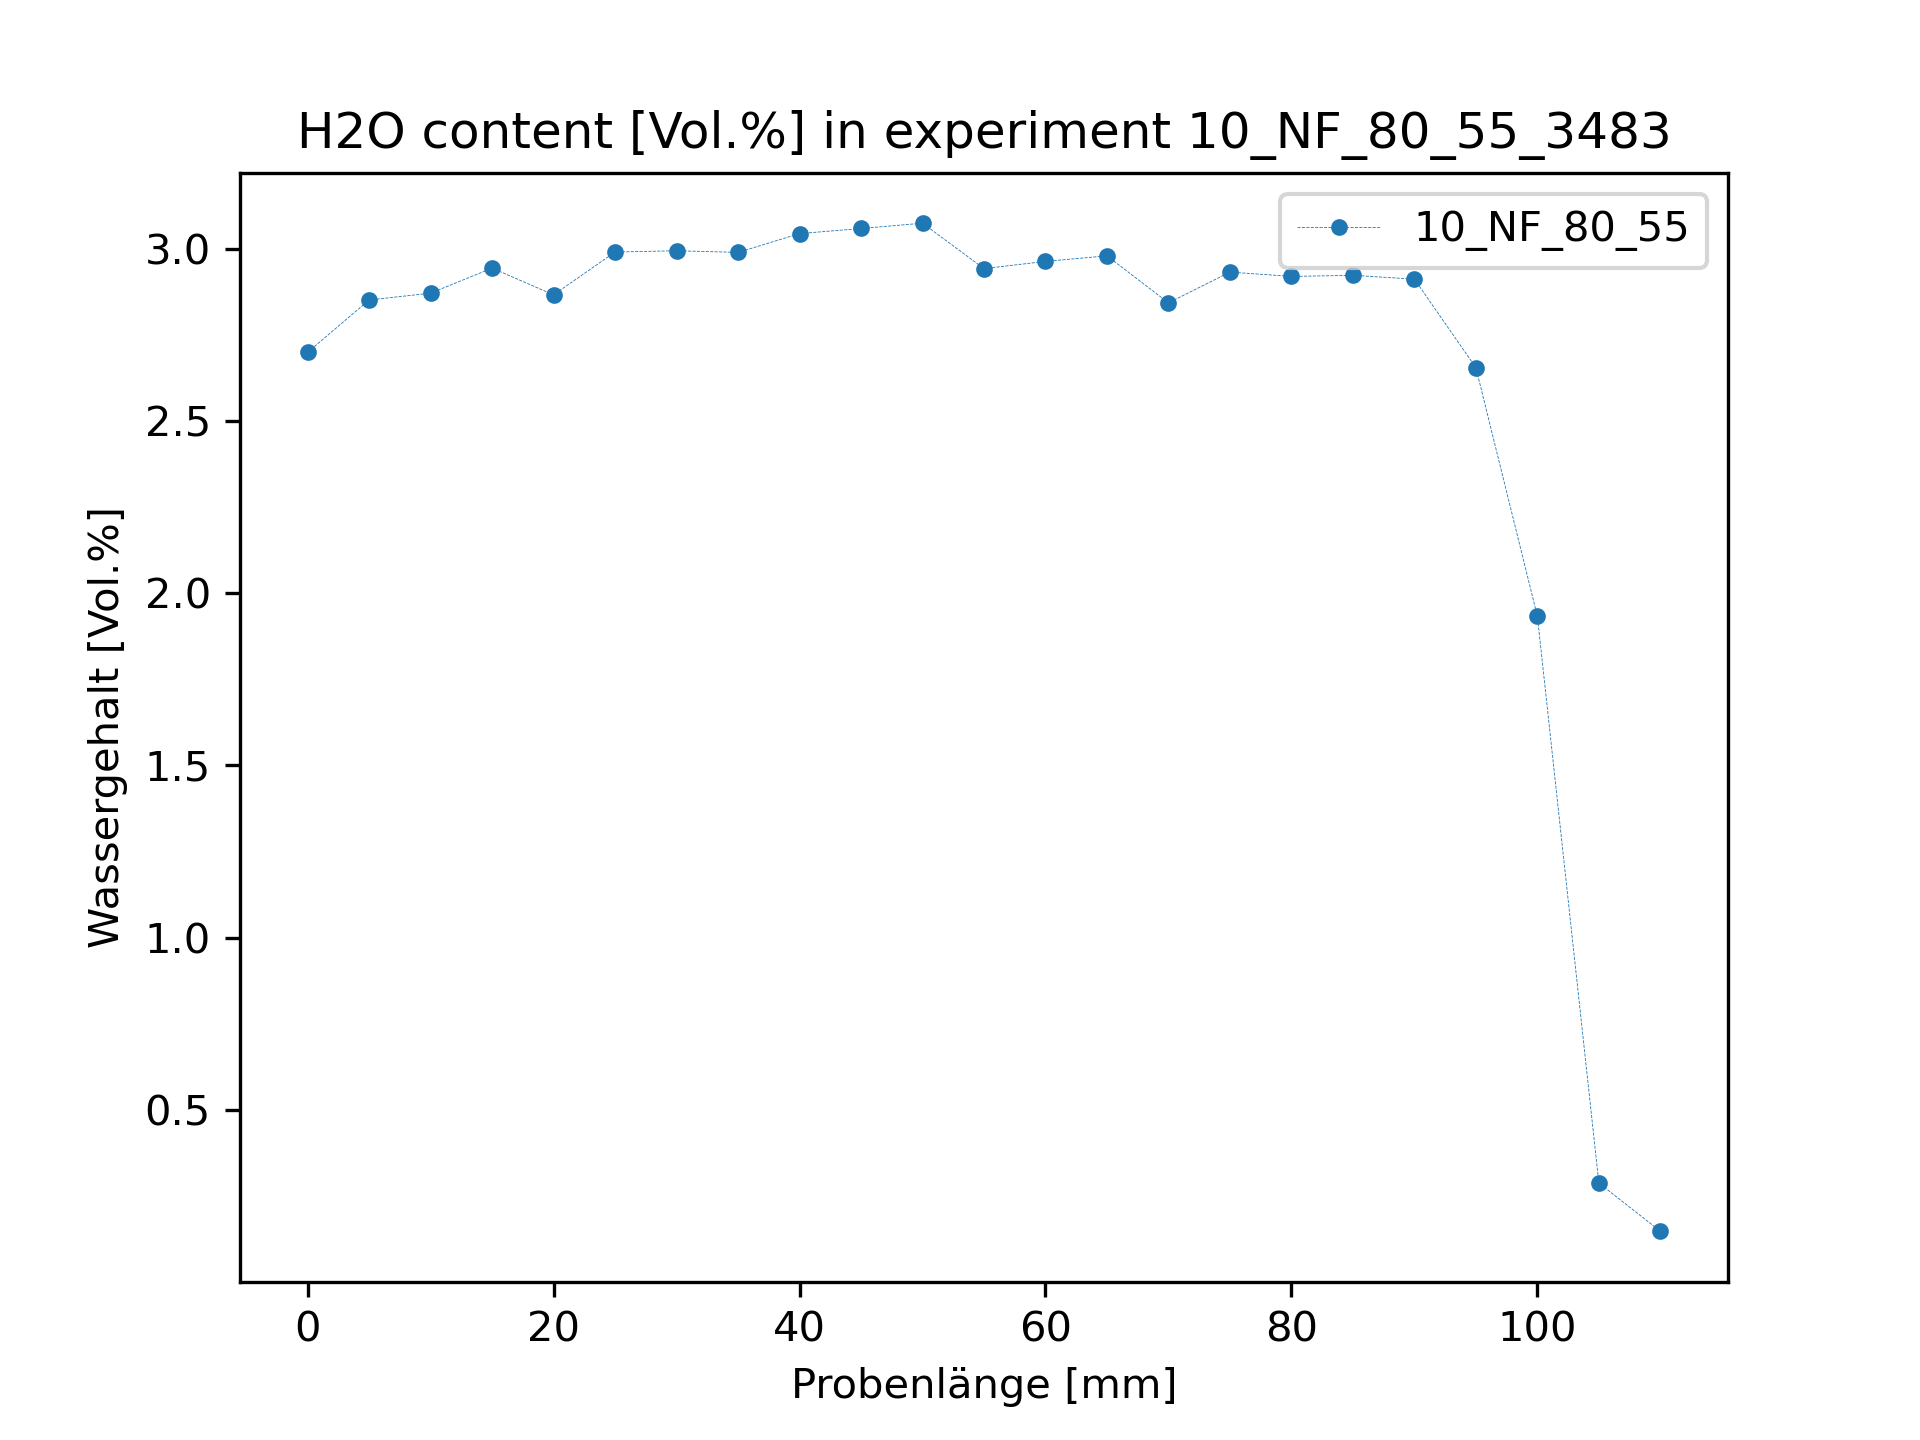 H2O content [Vol.%] in experiment 10_NF_80_55_3483
10_NF_80_55
3.0
2.5
2.0
1.5
1.0
0.5
Wassergehalt [Vol.%]
0 20 40 60 80 100
Probenlänge [mm]